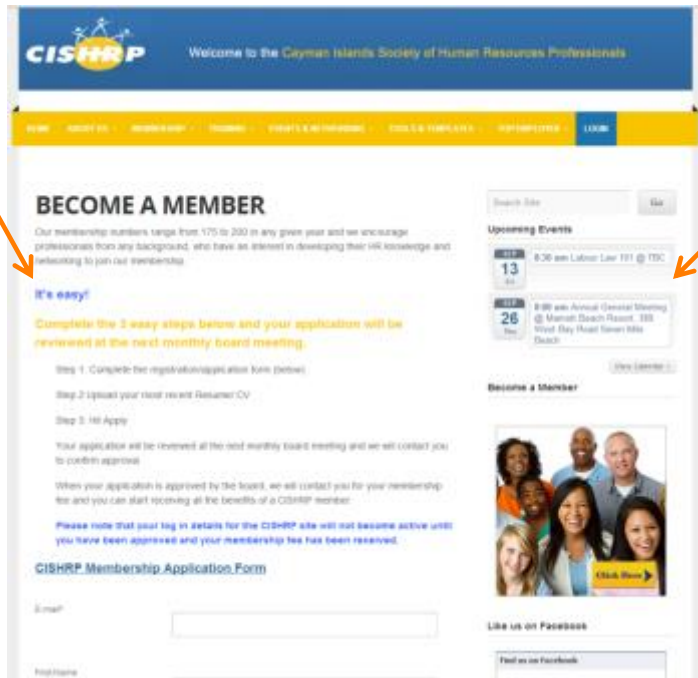 CISHRP
Welcome to the Cayman Islands Society of Human Resources Professionals
HOME ABOUT US MEMBERSHIP TRAINING EVENTS & NETWORKING TOOLS & TEMPLATES TOP EMPLOYER LOGIN
BECOME A MEMBER
Our membership numbers range from 175 to 200 in any given year and we encourage
professionals from any background, who have an interest in developing their HR knowledge and
networking to join our membership.
It's easy!
Complete the 3 easy steps below and your application will be
reviewed at the next monthly board meeting.
Step 1: Complete the registration/application form (below)
Step 2 Upload your most recent Resume/ CV
Step 3: Hit Apply
Your application will be reviewed at the next monthly board meeting and we will contact you
to confirm approval.
When your application is approved by the board, we will contact you for your membership
fee and you can start receiving all the benefits of a CISHRP member.
Please note that your log in details for the CISHRP site will not become active until
you have been approved and your membership fee has been received.
CISHRP Membership Application Form
E-mail*
First Name
Search Site
Go
Upcoming Events
SEP
13
Fri
8:30 am Labour Law 101 @ TBC
SEP
26
Thu
8:00 am Annual General Meeting
@ Marriott Beach Resort, 389
West Bay Road Seven Mile
Beach
View Calendar
Become a Member
Click Here
Like us on Facebook
Find us on Facebook